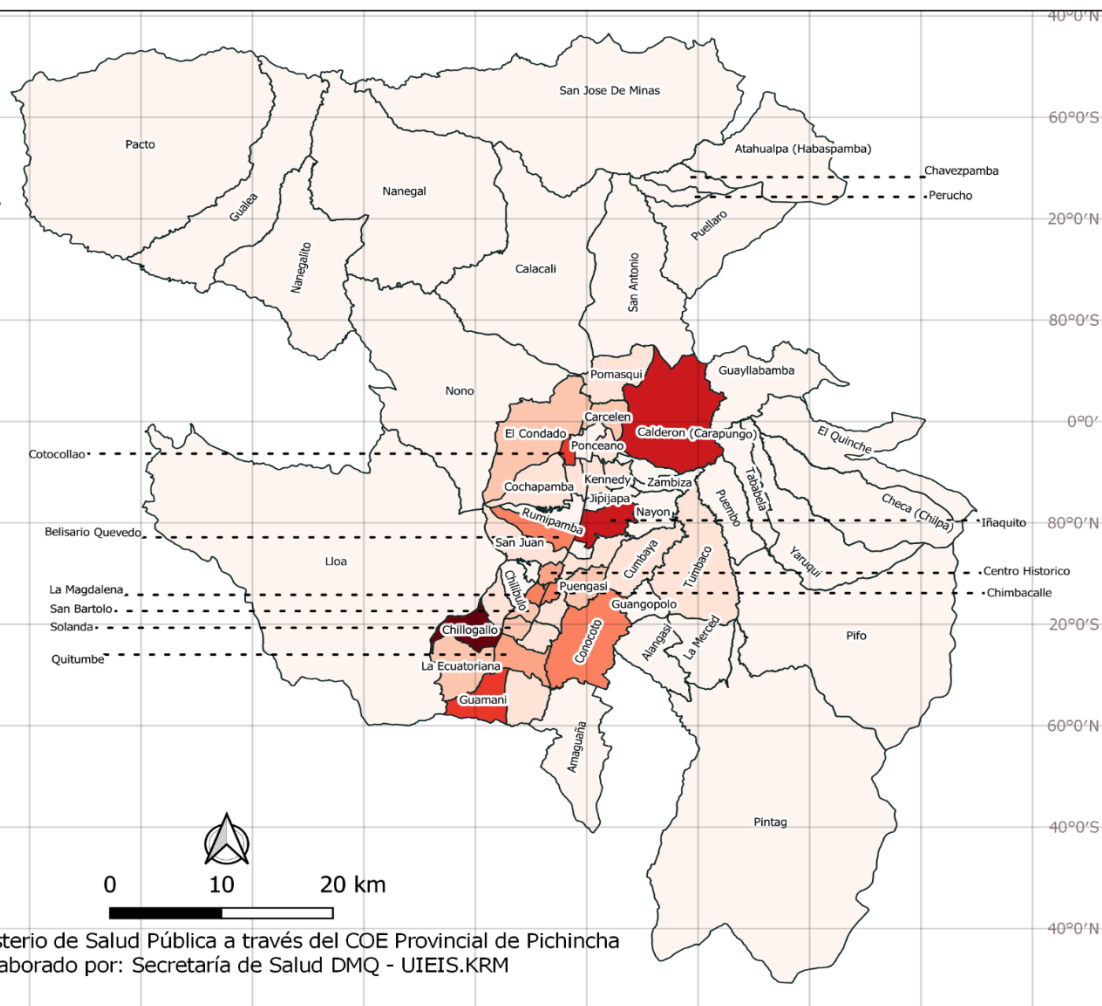 40°0'N
San Jose De Minas
60°0'S
Pacto
Atahualpa (Habaspamba)
Chavezpamba
Nanegal
Perucho
Gualea
20°0'N
Puellaro
Nanegalito
Calacali
San Antonio
80°0'S
Pomasqui
Guayllabamba
Nono
Carcelen
0°0'
El Condado
Calderon (Carapungo)
El Quinche
Ponceano
Cotocollao
Kennedy
Zambiza
Tababela
Cochapamba
Jipijapa
Puembo
Checa (Chilpa)
Nayon
Rumipamba
80°0'S
Iñaquito
Belisario Quevedo
San Juan
Lloa
Cumbaya
Tumbaco
Yaruqui
Centro Historico
La Magdalena
Chilibulo
Puengasi
Chimbacalle
San Bartolo
Guangopolo
Solanda
Chillogallo
20°0'S
Conocoto
Alangasi
La Merced
Pifo
Quitumbe
La Ecuatoriana
Guamani
60°0'S
Amaguaña
Pintag
40°0'S
0 10 20 km
40°0'S
sterio de Salud Pública a través del COE Provincial de Pichincha
aborado por: Secretaría de Salud DMQ - UIEIS.KRM